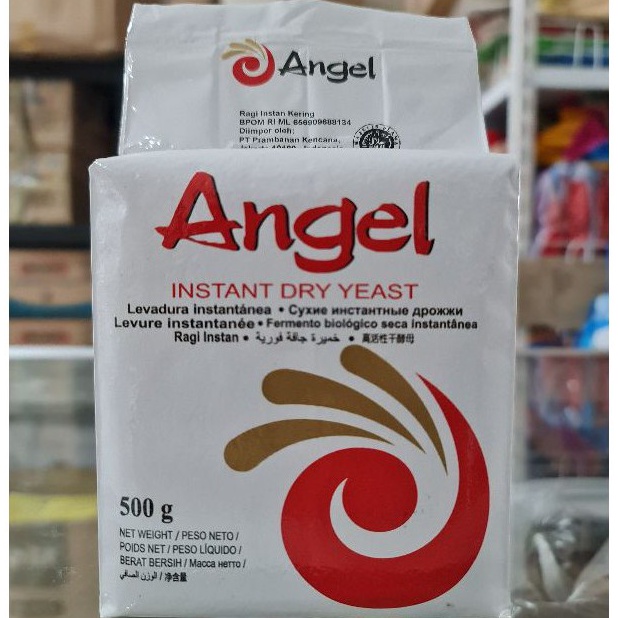 Angel
Ragi Instan Kering
BPOM RI ML 656909688134
Diimpor oleh:
PT Prambanan Kencana,
Angel
INSTANT DRY YEAST
Levadura instantánea • Сухие инстантные дрожжи
Levure instantanée • Fermento biológico seca instantânea
Ragi Instan • خميرة جافة فورية • 高活性干酵母
500 g
NET WEIGHT / PESO NETO /
POIDS NET / PESO LÍQUIDO /
BERAT BERSIH / Масса нетто /
الوزن الصافي / 净含量